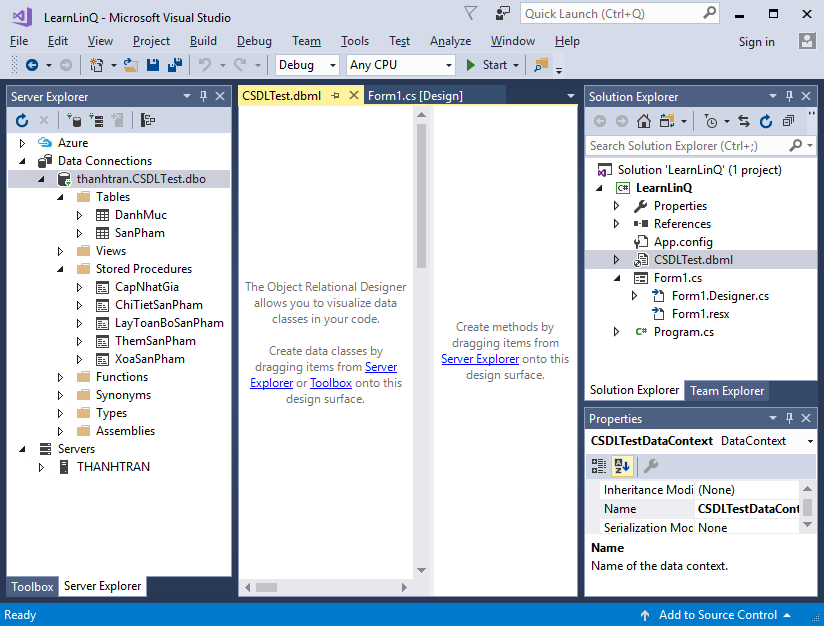 LearnLinQ - Microsoft Visual Studio
Quick Launch (Ctrl+Q)
File Edit View Project Build Debug Team Tools Test Analyze Window Help
Sign in
Debug Any CPU Start
Server Explorer
Azure
Data Connections
thanhtran.CSDLTest.dbo
Tables
DanhMuc
SanPham
Views
Stored Procedures
CapNhatGia
ChiTietSanPham
LayToanBoSanPham
ThemSanPham
XoaSanPham
Functions
Synonyms
Types
Assemblies
Servers
THANHTRAN
Toolbox Server Explorer
CSDLTest.dbml Form1.cs [Design]
The Object Relational Designer
allows you to visualize data
classes in your code.
Create data classes by
dragging items from Server
Explorer or Toolbox onto this
design surface.
Create methods by
dragging items from
Server Explorer onto this
design surface.
Solution Explorer
Search Solution Explorer (Ctrl+;)
Solution 'LearnLinQ' (1 project)
LearnLinQ
Properties
References
App.config
CSDLTest.dbml
Form1.cs
Form1.Designer.cs
Form1.resx
Program.cs
Solution Explorer Team Explorer
Properties
CSDLTestDataContext DataContext
Inheritance Modi (None)
Name CSDLTestDataCont
Serialization Moc None
Name
Name of the data context.
Ready
Add to Source Control